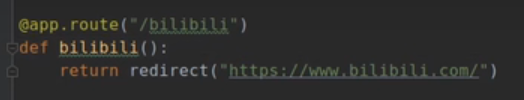 @app.route("/bilibili")
def bilibili():
    return redirect("https://www.bilibili.com/")